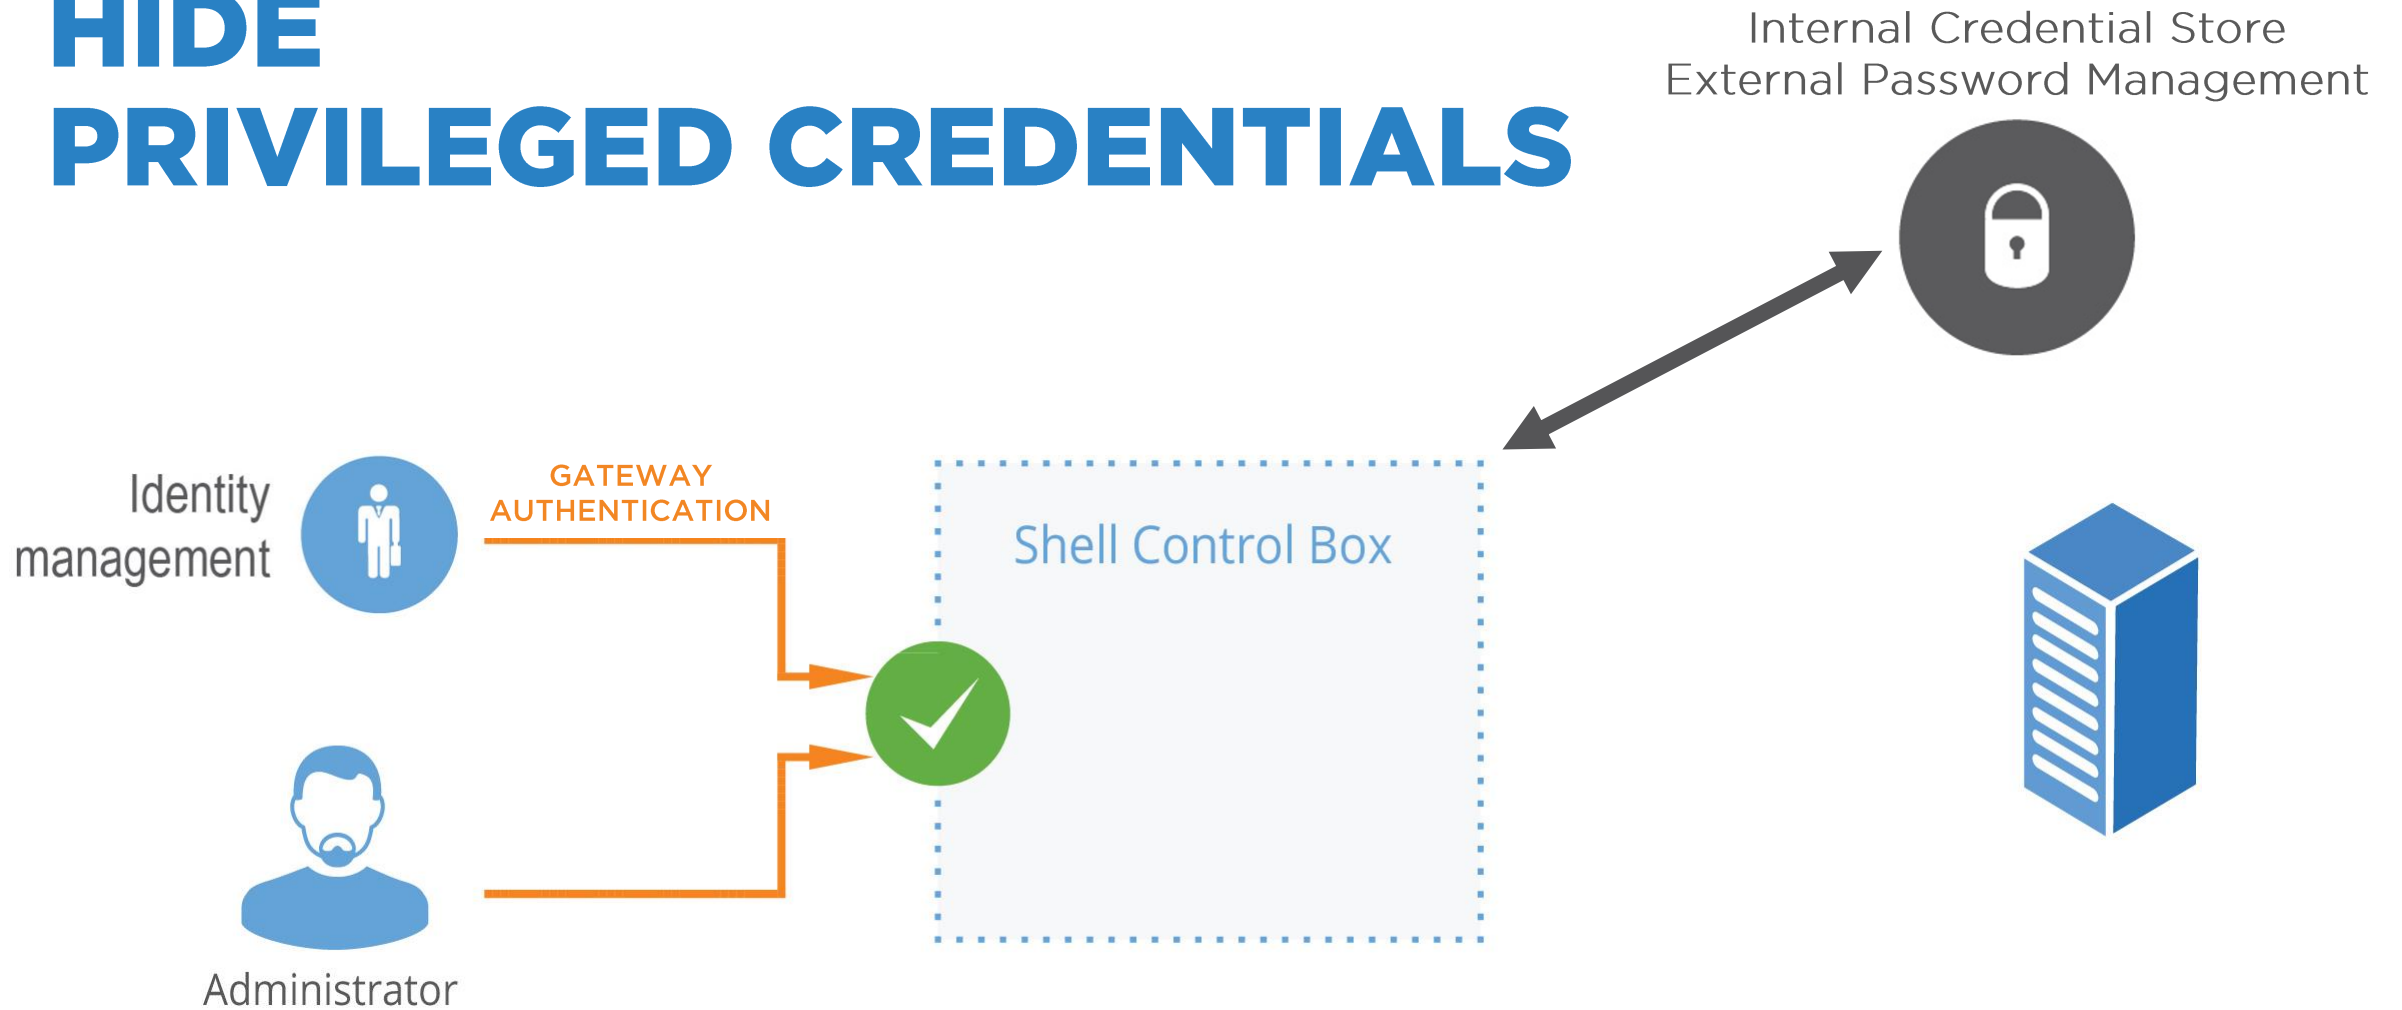 HIDE
PRIVILEGED CREDENTIALS
Internal Credential Store
External Password Management
Identity
management
GATEWAY
AUTHENTICATION
Shell Control Box
Administrator